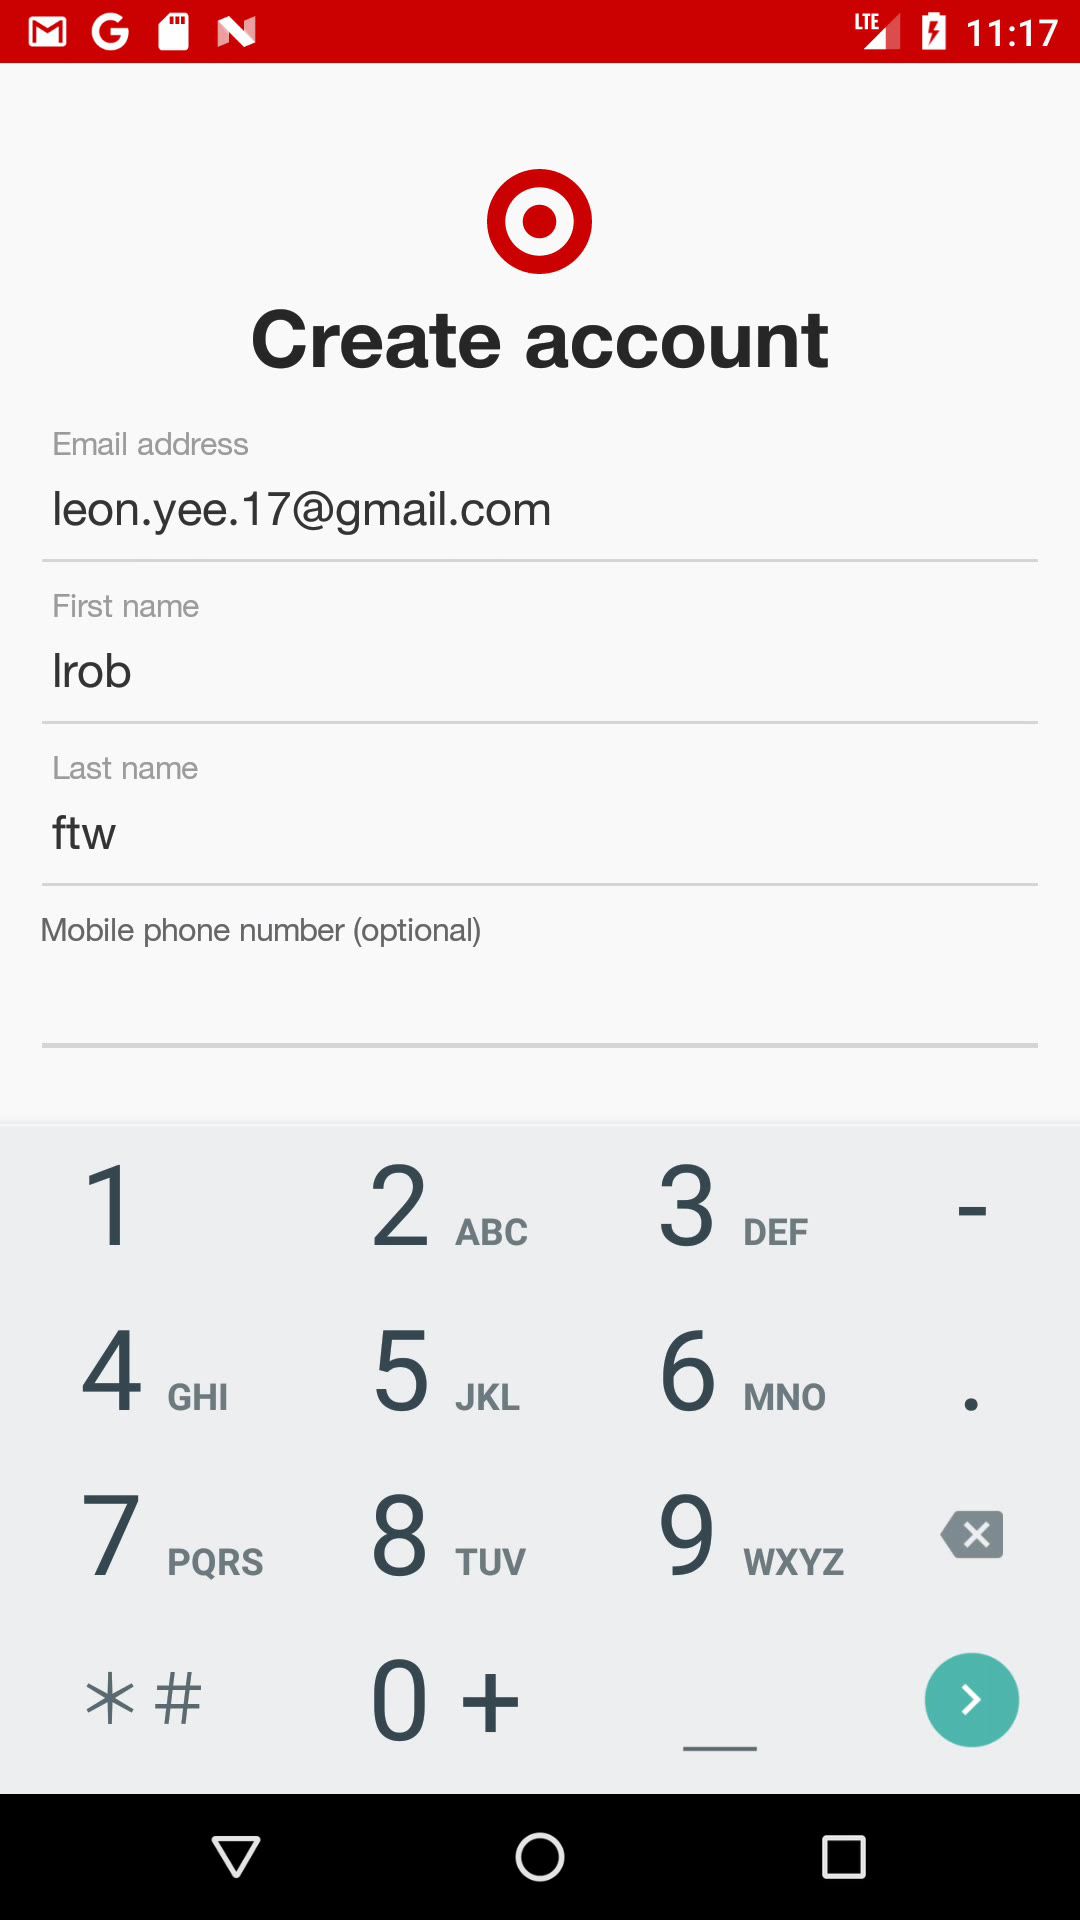 LTE 11:17
Create account
Email address
leon.yee.17@gmail.com
First name
lrob
Last name
ftw
Mobile phone number (optional)
1 2 ABC 3 DEF -
4 GHI 5 JKL 6 MNO .
7 PQRS 8 TUV 9 WXYZ
*# 0 + _